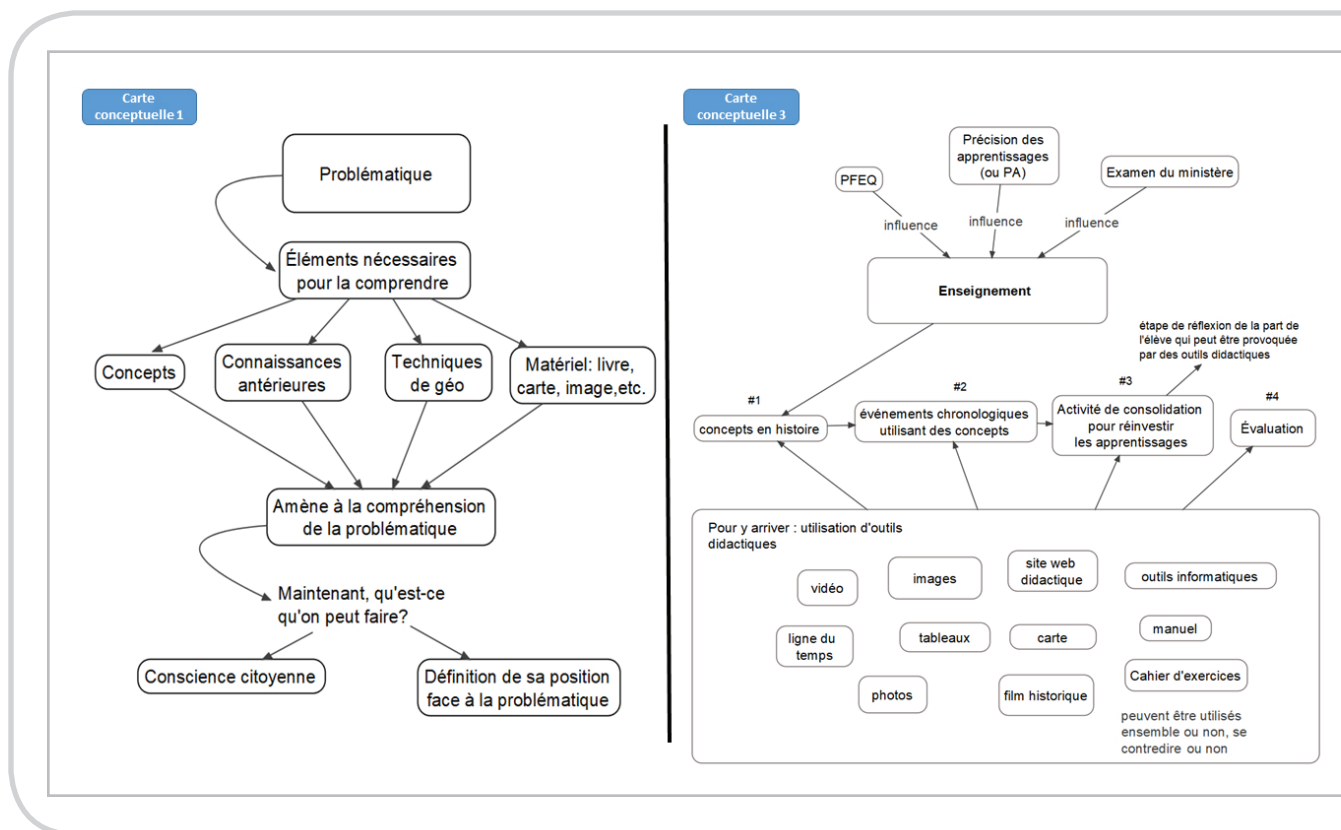 Carte
conceptuelle 1
Problématique
Éléments nécessaires
pour la comprendre
Concepts
Connaissances
antérieures
Techniques
de géo
Matériel: livre,
carte, image,etc.
Amène à la compréhension
de la problématique
Maintenant, qu'est-ce
qu'on peut faire?
Conscience citoyenne
Définition de sa position
face à la problématique
Carte
conceptuelle 3
PFEQ
Précision des
apprentissages
(ou PA)
Examen du ministère
influence
influence
influence
Enseignement
étape de réflexion de la part de
l'élève qui peut être provoquée
par des outils didactiques
#1
concepts en histoire
#2
événements chronologiques
utilisant des concepts
#3
Activité de consolidation
pour réinvestir
les apprentissages
#4
Évaluation
Pour y arriver : utilisation d'outils
didactiques
vidéo
images
site web
didactique
outils informatiques
ligne du
temps
tableaux
carte
manuel
photos
film historique
Cahier d'exercices
peuvent être utilisés
ensemble ou non, se
contredire ou non